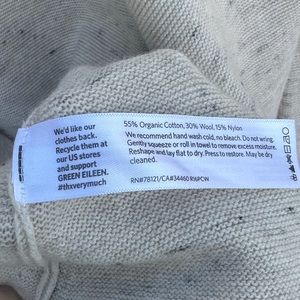 We'd like our
clothes back.
Recycle them at
our US stores
and support
GREEN EILEEN.
#thxverymuch
55% Organic Cotton, 30% Wool, 15% Nylon
We recommend hand wash cold, no bleach. Do not wring.
Gently squeeze or roll in towel to remove excess moisture.
Reshape and lay flat to dry. Press to restore. May be dry
cleaned.
RN#78121/CA#34460